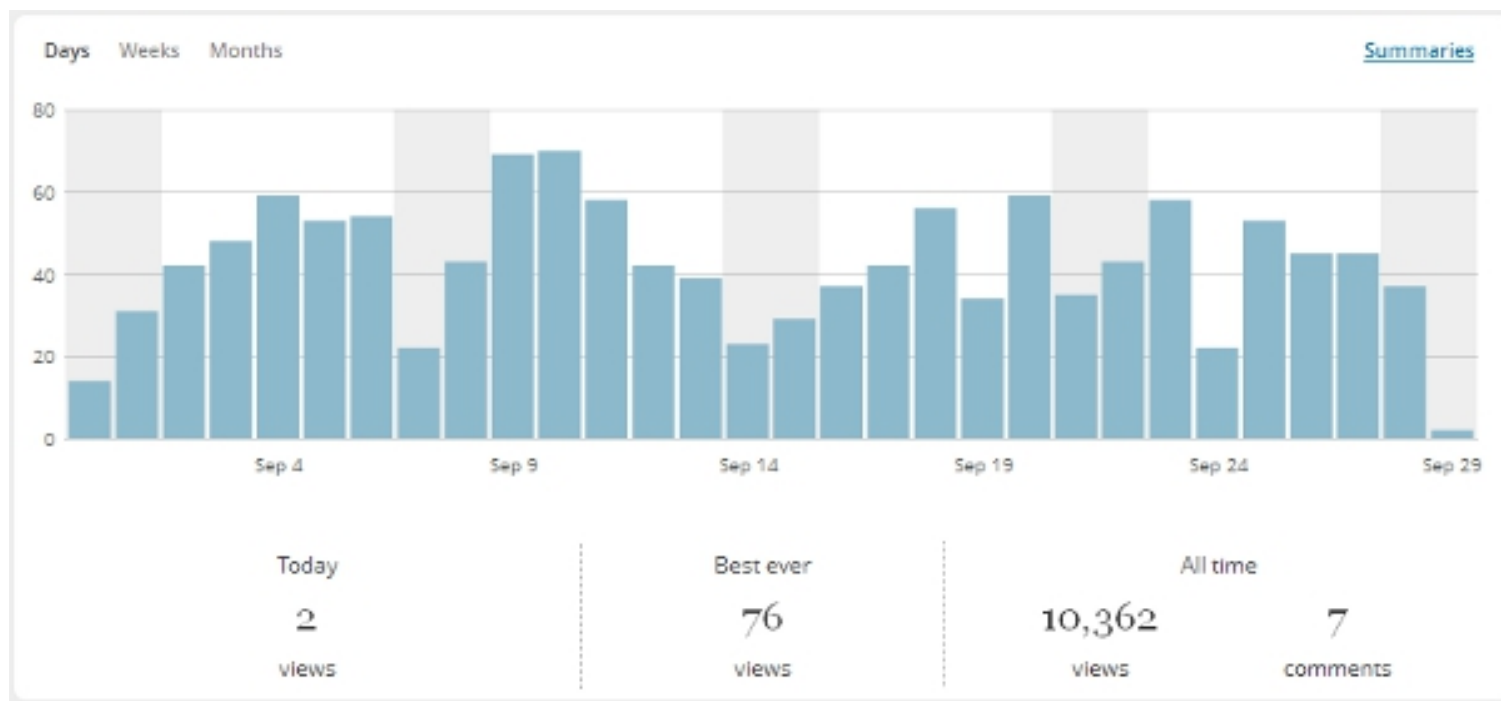 Days Weeks Months Summaries
80
60
40
20
0
Sep 4 Sep 9 Sep 14 Sep 19 Sep 24 Sep 29
Today Best ever All time
2 76 10,362 7
views views views comments